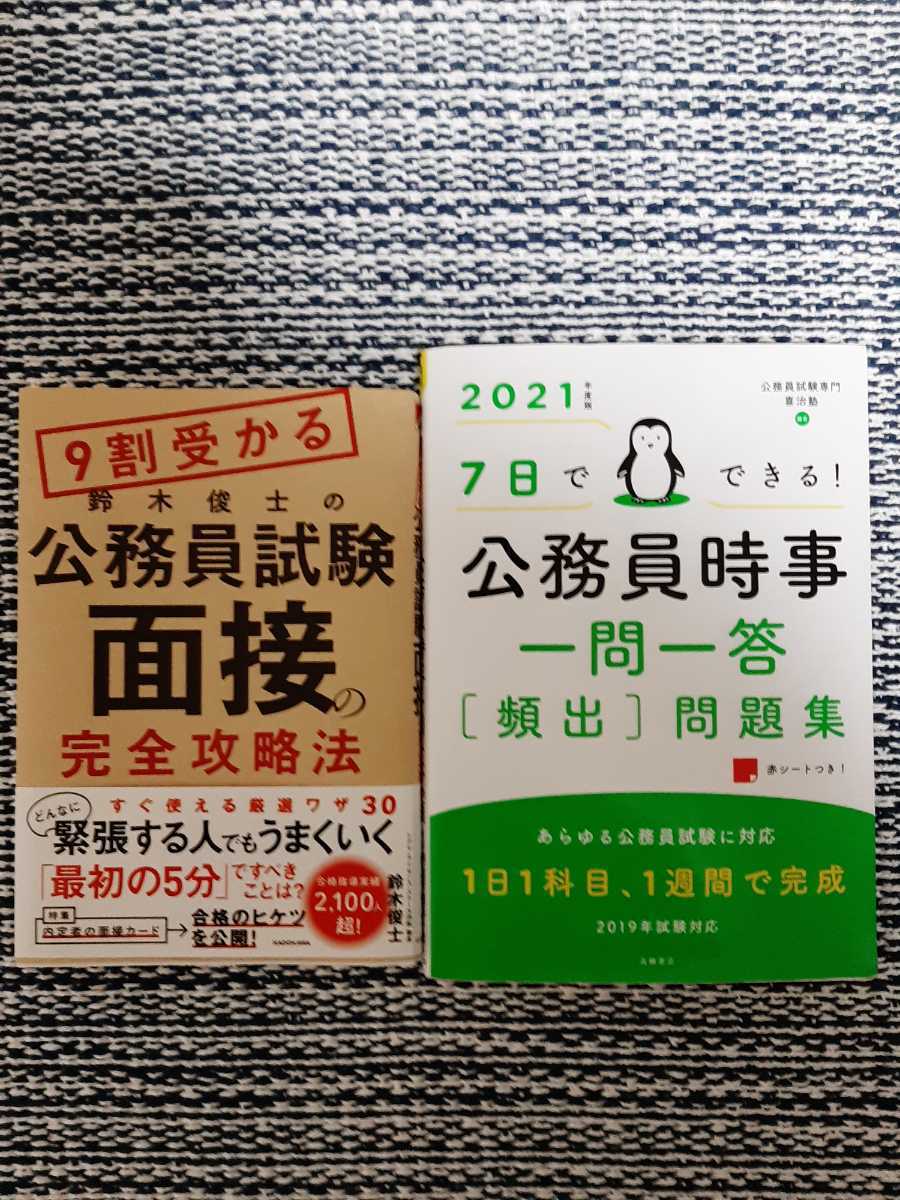 9割受かる
鈴木俊士の
公務員試験
面接の
完全攻略法
すぐ使える厳選ワザ30
どんなに
緊張する人でもうまくいく
「最初の5分」ですべき
ことは?
特集
内定者の面接カード
合格のヒケツ
を公開!
合格指導実績
2,100人
超!
鈴木俊士
KADOKAWA
2021年度版
公務員試験専門
喜治塾
編著
7日でできる!
公務員時事
一問一答
[頻出]問題集
赤シートつき!
あらゆる公務員試験に対応
1日1科目、1週間で完成
2019年試験対応
高橋書店